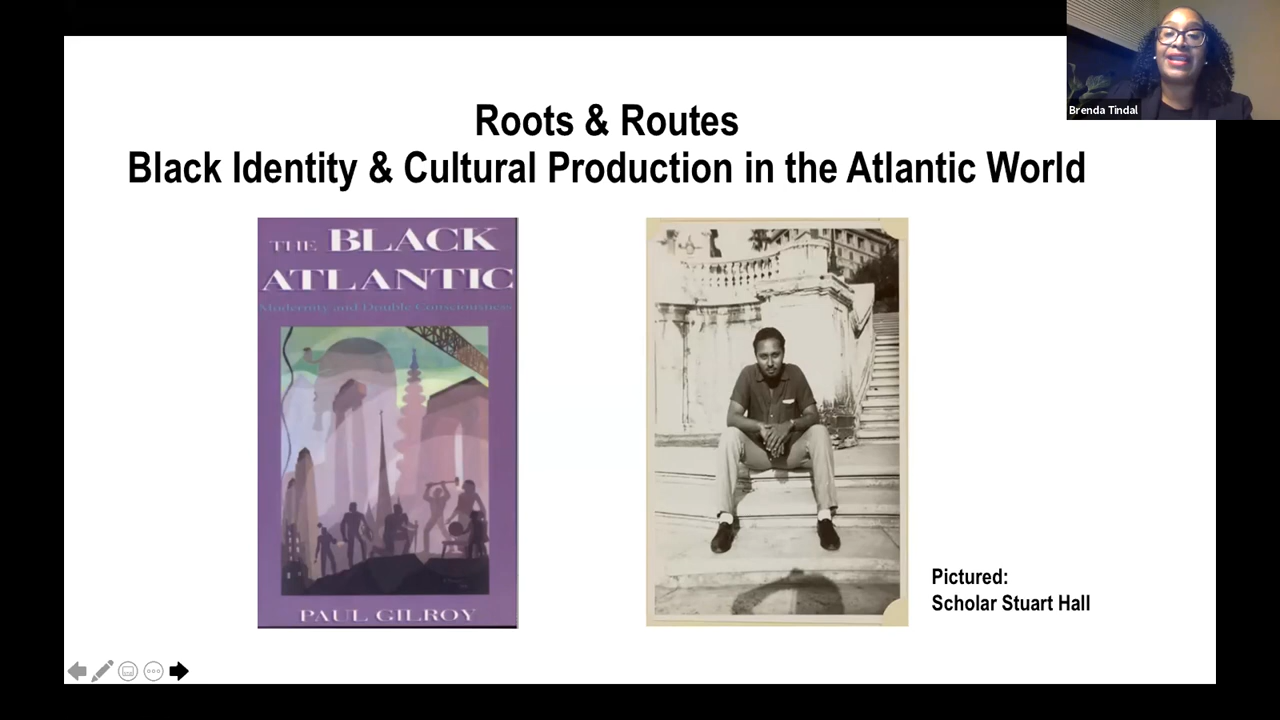 Roots & Routes
Black Identity & Cultural Production in the Atlantic World
Brenda Tindal
THE BLACK
ATLANTIC
Modernity and Double Consciousness
PAUL GILROY
Pictured:
Scholar Stuart Hall